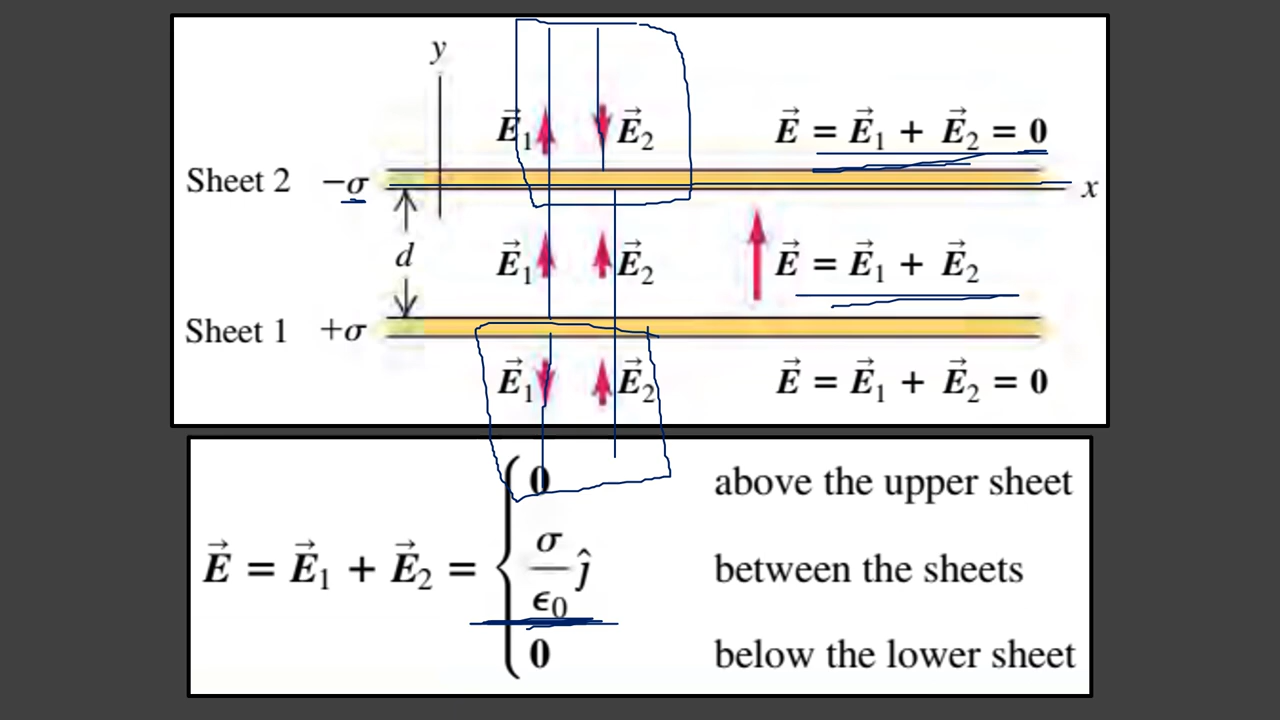 y
E⃗₁ E⃗₂ E⃗ = E⃗₁ + E⃗₂ = 0
Sheet 2 −σ x
d E⃗₁ E⃗₂ E⃗ = E⃗₁ + E⃗₂
Sheet 1 +σ
E⃗₁ E⃗₂ E⃗ = E⃗₁ + E⃗₂ = 0
0 above the upper sheet
E⃗ = E⃗₁ + E⃗₂ = { σ/ϵ₀ ĵ between the sheets
0 below the lower sheet